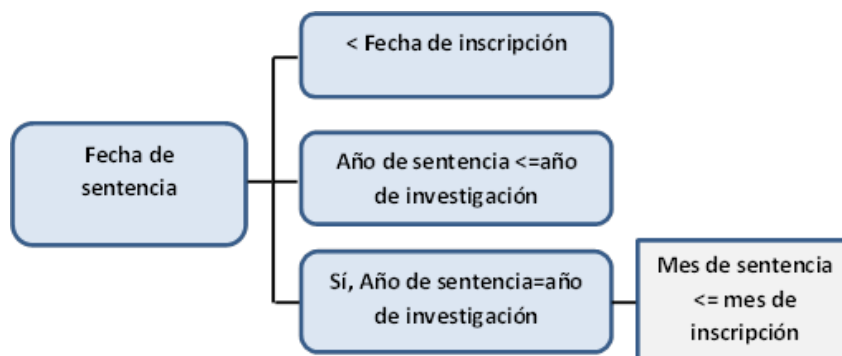 < Fecha de inscripción
Fecha de
sentencia
Año de sentencia <=año
de investigación
Sí, Año de sentencia=año
de investigación
Mes de sentencia
<= mes de
inscripción